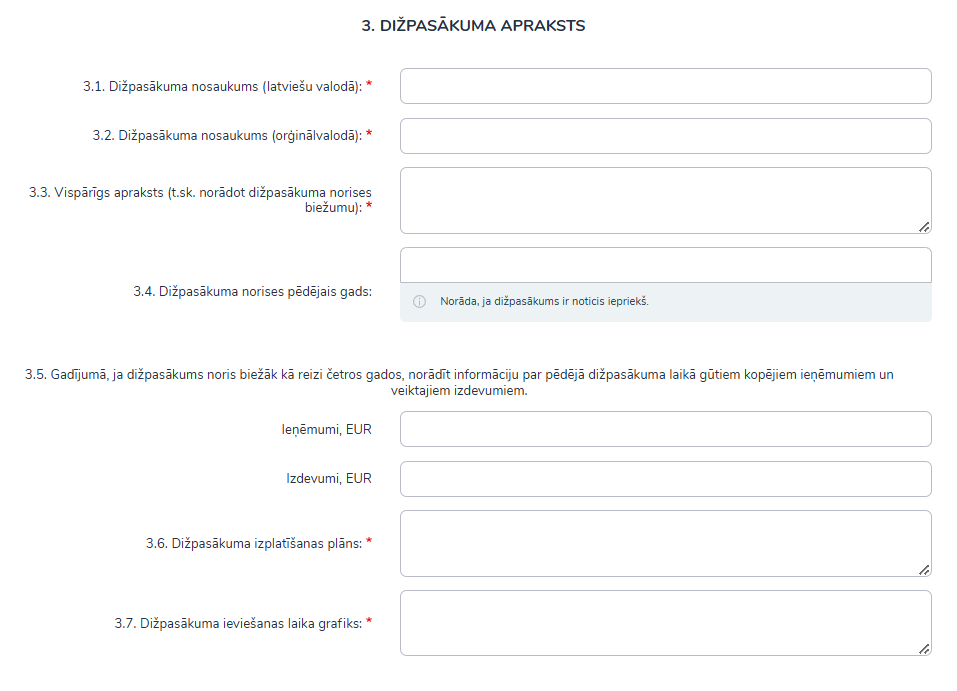 3. DIŽPASĀKUMA APRAKSTS
3.1. Dižpasākuma nosaukums (latviešu valodā): *
3.2. Dižpasākuma nosaukums (orģinālvalodā): *
3.3. Vispārīgs apraksts (t.sk. norādot dižpasākuma norises
biežumu): *
3.4. Dižpasākuma norises pēdējais gads:
Norāda, ja dižpasākums ir noticis iepriekš.
3.5. Gadījumā, ja dižpasākums noris biežāk kā reizi četros gados, norādīt informāciju par pēdējā dižpasākuma laikā gūtiem kopējiem ieņēmumiem un
veiktajiem izdevumiem.
Ieņēmumi, EUR
Izdevumi, EUR
3.6. Dižpasākuma izplatīšanas plāns: *
3.7. Dižpasākuma ieviešanas laika grafiks: *